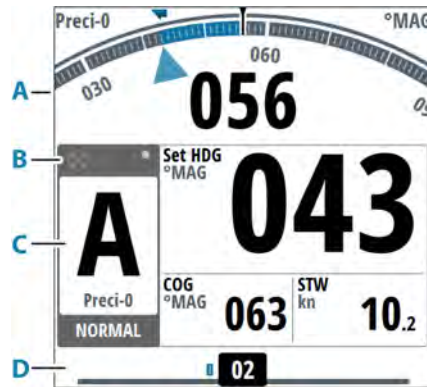 Preci-0 °MAG
030 060
A 056
B Set HDG
°MAG 043
C A
Preci-0
NORMAL
COG
°MAG 063
STW
kn 10.2
D 02